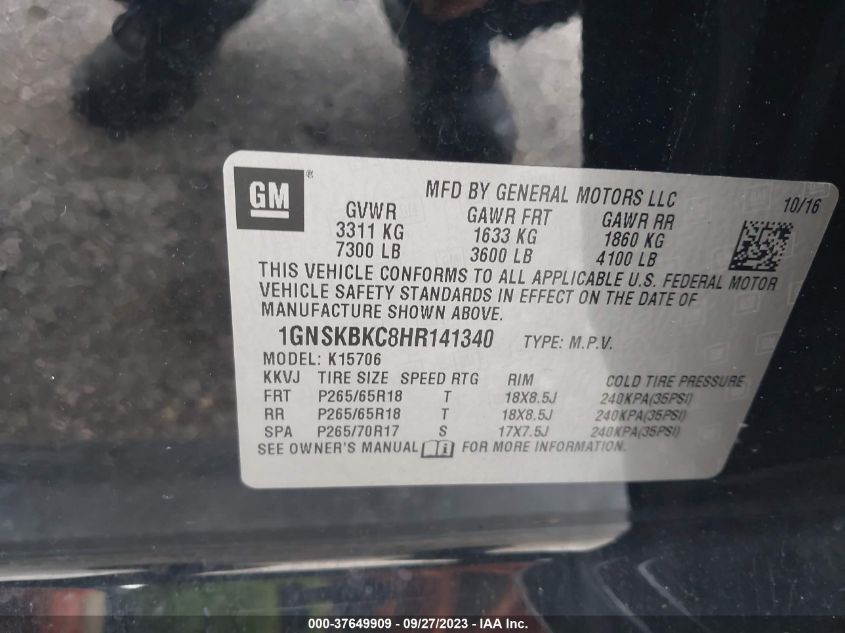 GM ®
MFD BY GENERAL MOTORS LLC
10/16
GVWR GAWR FRT GAWR RR
3311 KG 1633 KG 1860 KG
7300 LB 3600 LB 4100 LB
THIS VEHICLE CONFORMS TO ALL APPLICABLE U.S. FEDERAL MOTOR
VEHICLE SAFETY STANDARDS IN EFFECT ON THE DATE OF
MANUFACTURE SHOWN ABOVE.
1GNSKBKC8HR141340 TYPE: M.P.V.
MODEL: K15706
KKVJ TIRE SIZE SPEED RTG RIM COLD TIRE PRESSURE
FRT P265/65R18 T 18X8.5J 240KPA(35PSI)
RR P265/65R18 T 18X8.5J 240KPA(35PSI)
SPA P265/70R17 S 17X7.5J 240KPA(35PSI)
SEE OWNER'S MANUAL i FOR MORE INFORMATION.
000-37649909 - 09/27/2023 - IAA Inc.